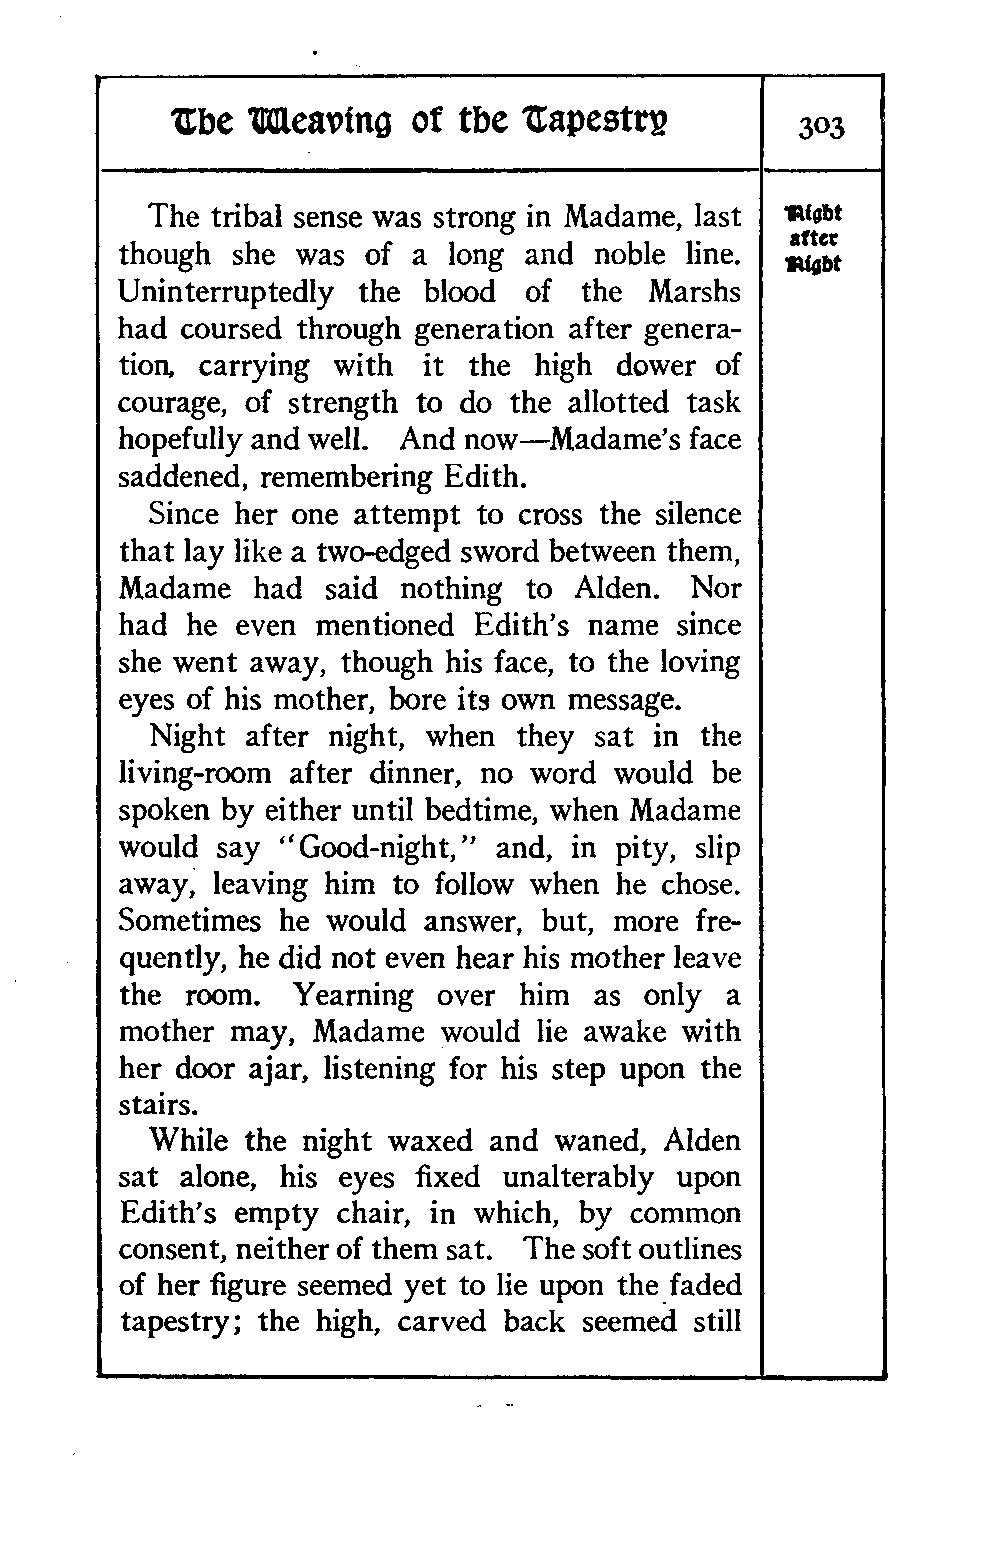 The Weaving of the Tapestry
303
Night
after
Night
The tribal sense was strong in Madame, last
though she was of a long and noble line.
Uninterruptedly the blood of the Marshs
had coursed through generation after genera-
tion, carrying with it the high dower of
courage, of strength to do the allotted task
hopefully and well. And now—Madame's face
saddened, remembering Edith.
Since her one attempt to cross the silence
that lay like a two-edged sword between them,
Madame had said nothing to Alden. Nor
had he even mentioned Edith's name since
she went away, though his face, to the loving
eyes of his mother, bore its own message.
Night after night, when they sat in the
living-room after dinner, no word would be
spoken by either until bedtime, when Madame
would say "Good-night," and, in pity, slip
away, leaving him to follow when he chose.
Sometimes he would answer, but, more fre-
quently, he did not even hear his mother leave
the room. Yearning over him as only a
mother may, Madame would lie awake with
her door ajar, listening for his step upon the
stairs.
While the night waxed and waned, Alden
sat alone, his eyes fixed unalterably upon
Edith's empty chair, in which, by common
consent, neither of them sat. The soft outlines
of her figure seemed yet to lie upon the faded
tapestry; the high, carved back seemed still